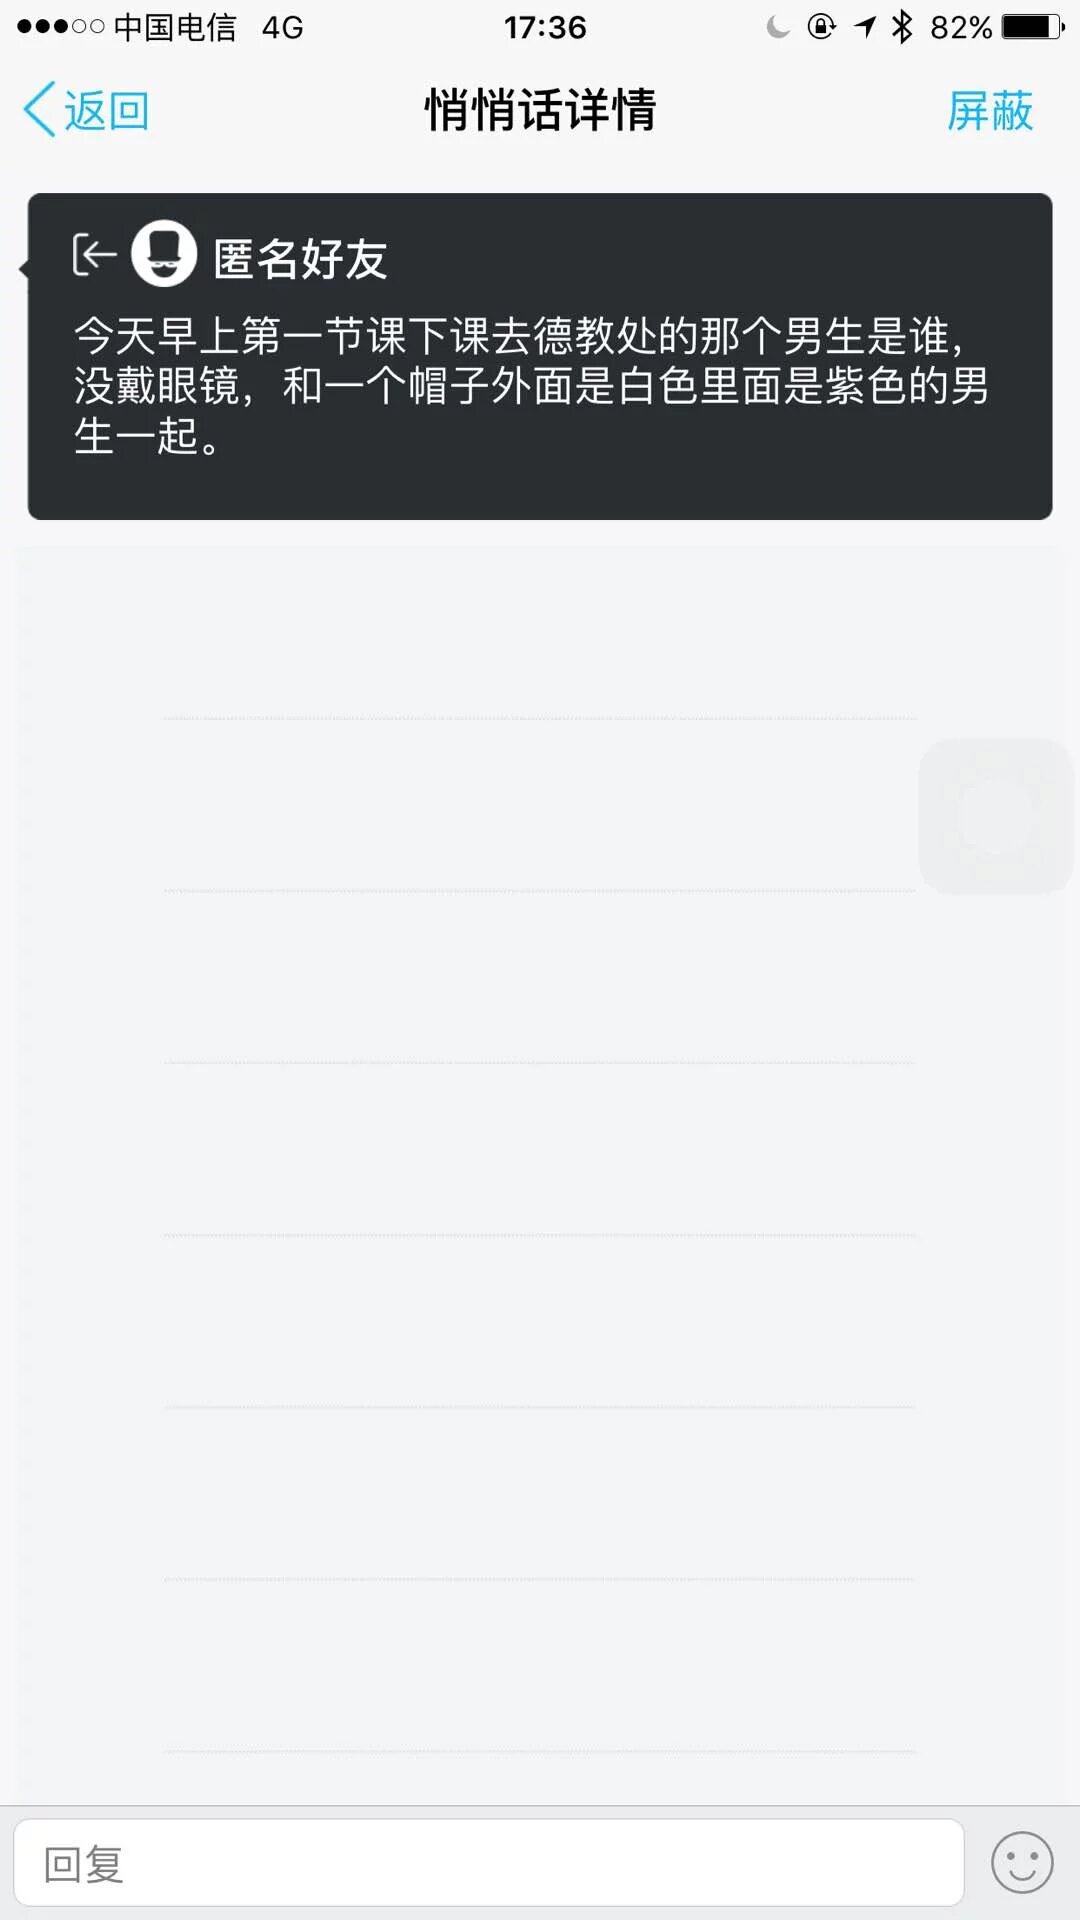 中国电信 4G 17:36 82%
返回 悄悄话详情 屏蔽
匿名好友
今天早上第一节课下课去德教处的那个男生是谁，
没戴眼镜，和一个帽子外面是白色里面是紫色的男
生一起。
回复